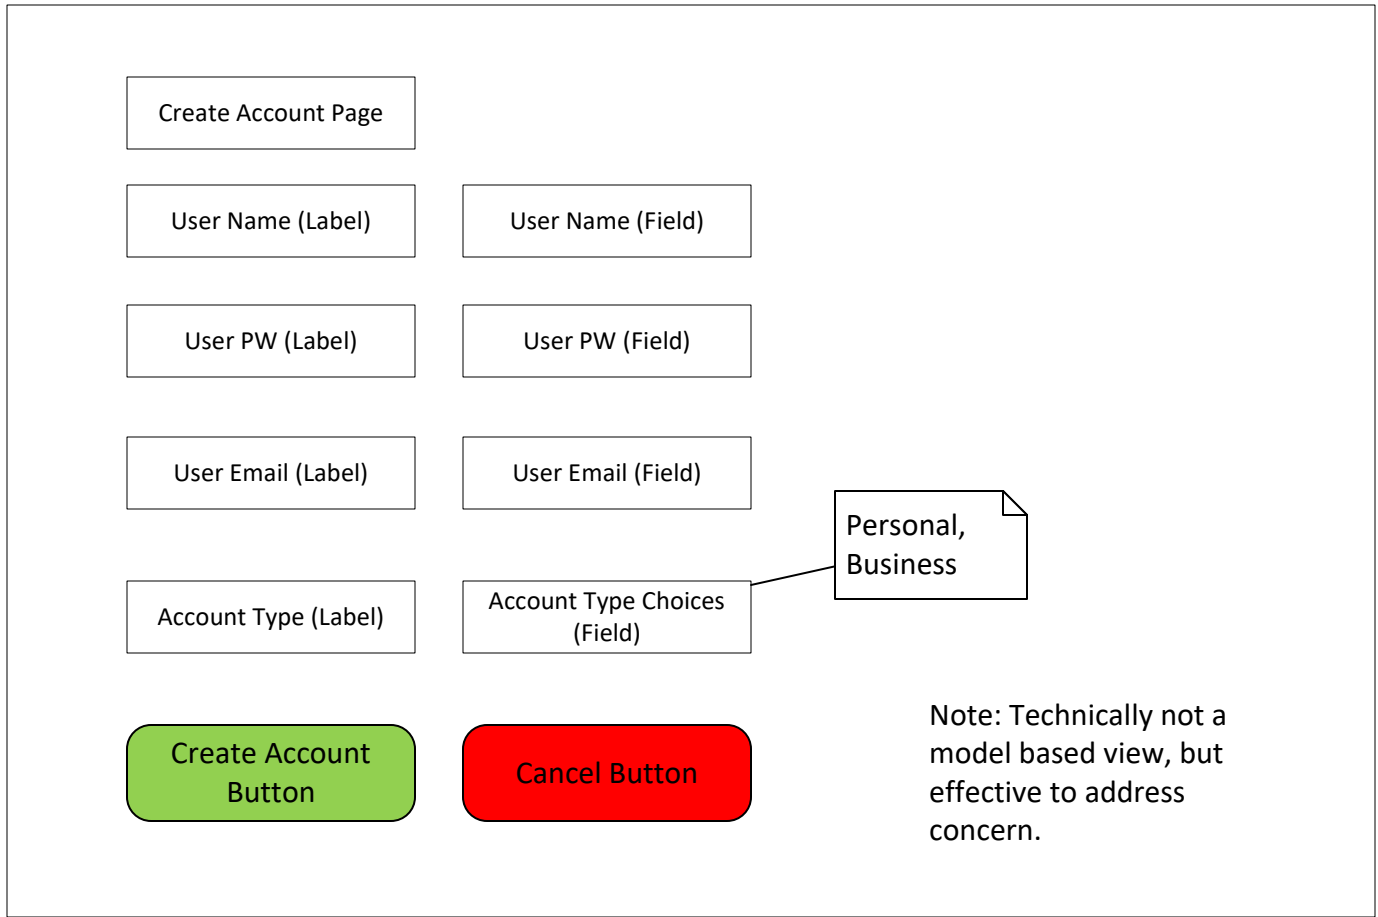 Create Account Page
User Name (Label)
User Name (Field)
User PW (Label)
User PW (Field)
User Email (Label)
User Email (Field)
Personal,
Business
Account Type (Label)
Account Type Choices
(Field)
Create Account
Button
Cancel Button
Note: Technically not a
model based view, but
effective to address
concern.